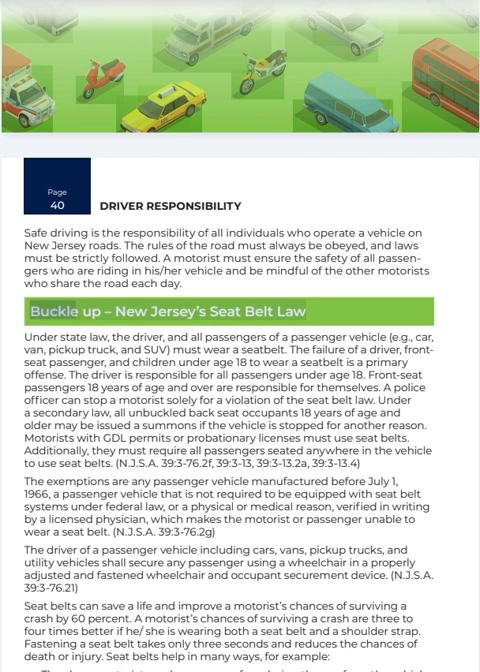 Page
40
DRIVER RESPONSIBILITY
Safe driving is the responsibility of all individuals who operate a vehicle on
New Jersey roads. The rules of the road must always be obeyed, and laws
must be strictly followed. A motorist must ensure the safety of all passen-
gers who are riding in his/her vehicle and be mindful of the other motorists
who share the road each day.
Buckle up – New Jersey's Seat Belt Law
Under state law, the driver, and all passengers of a passenger vehicle (e.g., car,
van, pickup truck, and SUV) must wear a seatbelt. The failure of a driver, front-
seat passenger, and children under age 18 to wear a seatbelt is a primary
offense. The driver is responsible for all passengers under age 18. Front-seat
passengers 18 years of age and over are responsible for themselves. A police
officer can stop a motorist solely for a violation of the seat belt law. Under
a secondary law, all unbuckled back seat occupants 18 years of age and
older may be issued a summons if the vehicle is stopped for another reason.
Motorists with GDL permits or probationary licenses must use seat belts.
Additionally, they must require all passengers seated anywhere in the vehicle
to use seat belts. (N.J.S.A. 39:3-76.2f, 39:3-13, 39:3-13.2a, 39:3-13.4)
The exemptions are any passenger vehicle manufactured before July 1,
1966, a passenger vehicle that is not required to be equipped with seat belt
systems under federal law, or a physical or medical reason, verified in writing
by a licensed physician, which makes the motorist or passenger unable to
wear a seat belt. (N.J.S.A. 39:3-76.2g)
The driver of a passenger vehicle including cars, vans, pickup trucks, and
utility vehicles shall secure any passenger using a wheelchair in a properly
adjusted and fastened wheelchair and occupant securement device. (N.J.S.A.
39:3-76.21)
Seat belts can save a life and improve a motorist's chances of surviving a
crash by 60 percent. A motorist's chances of surviving a crash are three to
four times better if he/ she is wearing both a seat belt and a shoulder strap.
Fastening a seat belt takes only three seconds and reduces the chances of
death or injury. Seat belts help in many ways, for example: